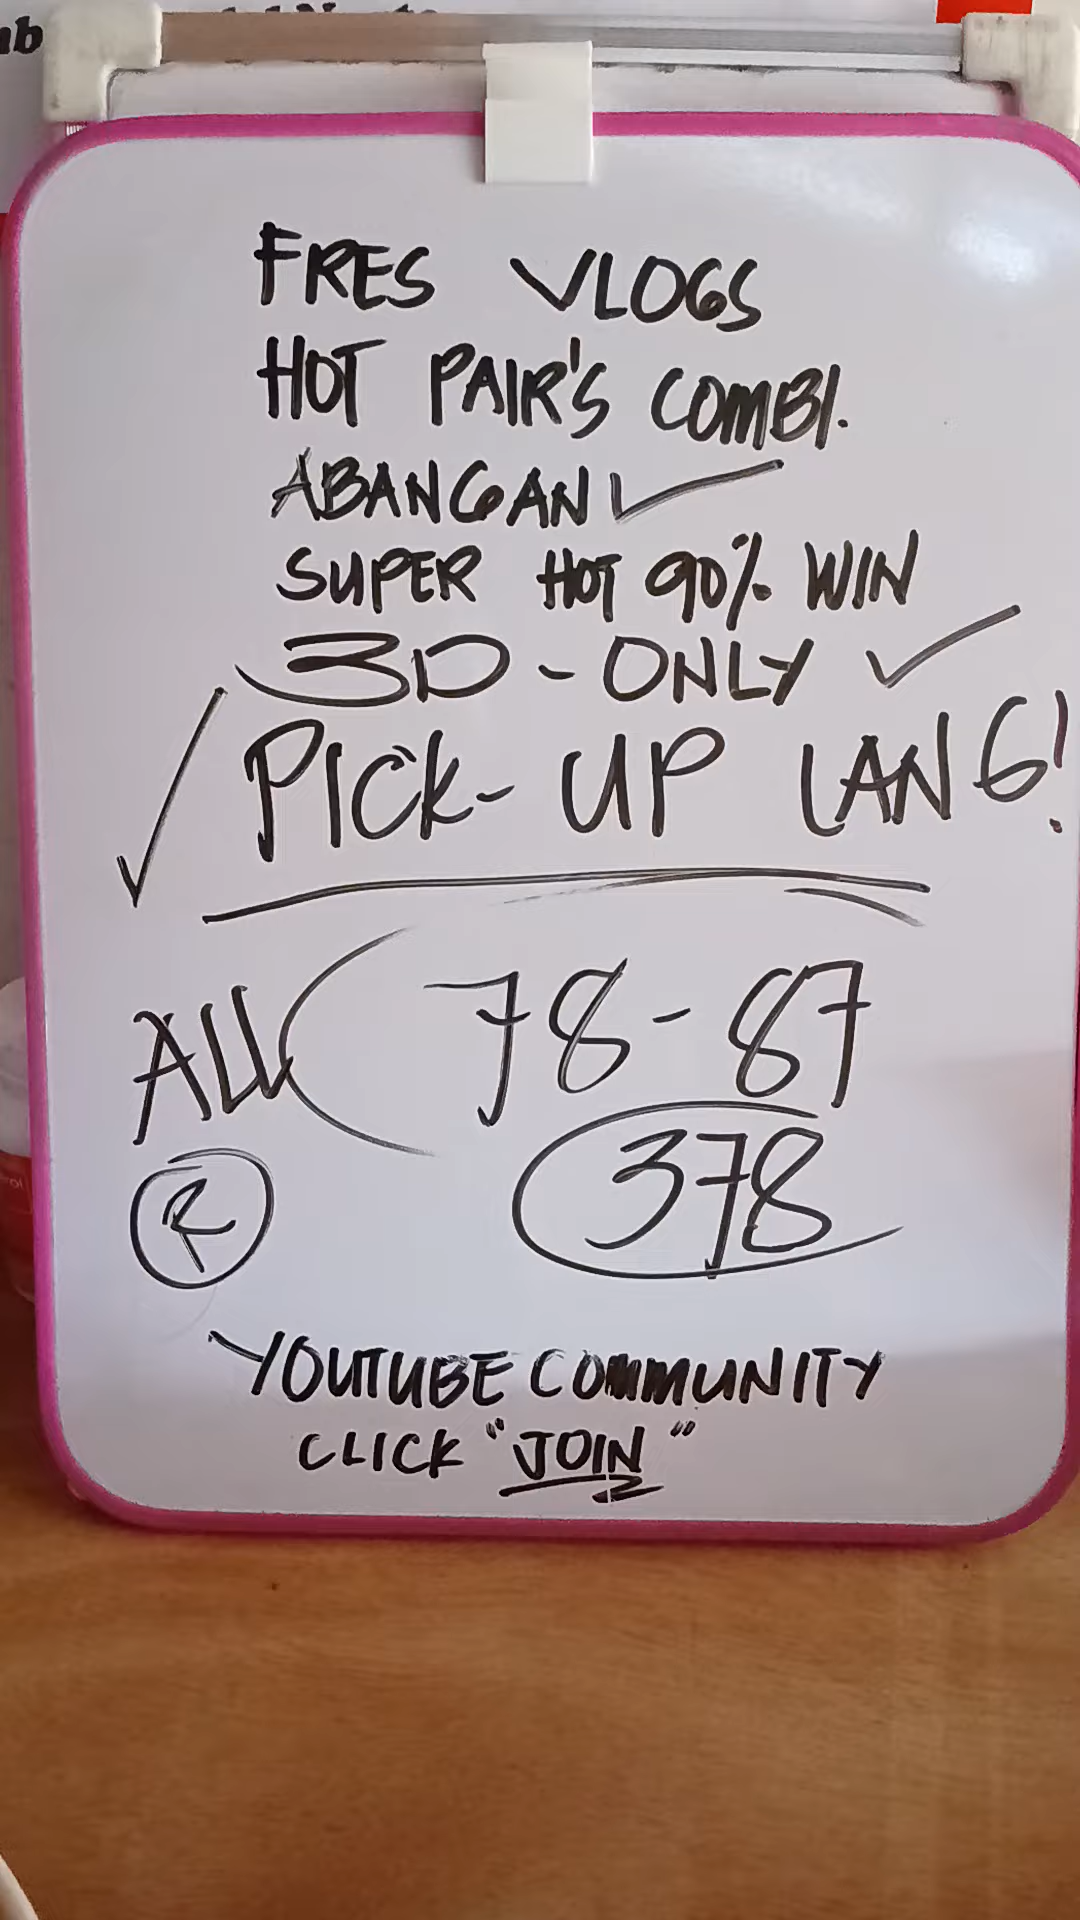 ub
FRES VLOGS
HOT PAIR'S COMBI.
ABANGAN
SUPER HOT 90% WIN
3D-ONLY
PICK-UP LANG!
ALL 78-87
R 378
YOUTUBE COMMUNITY
CLICK "JOIN"